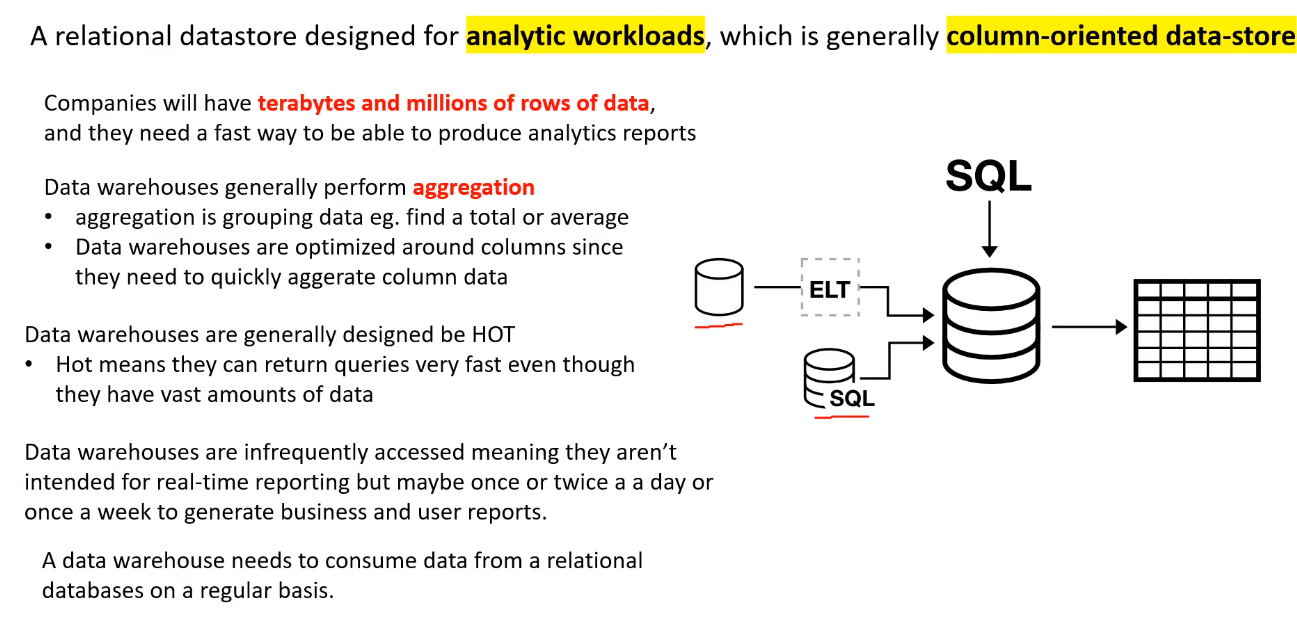 A relational datastore designed for analytic workloads, which is generally column-oriented data-store
Companies will have terabytes and millions of rows of data,
and they need a fast way to be able to produce analytics reports
Data warehouses generally perform aggregation
• aggregation is grouping data eg. find a total or average
• Data warehouses are optimized around columns since
they need to quickly aggerate column data
Data warehouses are generally designed be HOT
• Hot means they can return queries very fast even though
they have vast amounts of data
Data warehouses are infrequently accessed meaning they aren’t
intended for real-time reporting but maybe once or twice a a day or
once a week to generate business and user reports.
A data warehouse needs to consume data from a relational
databases on a regular basis.
SQL
ELT
SQL